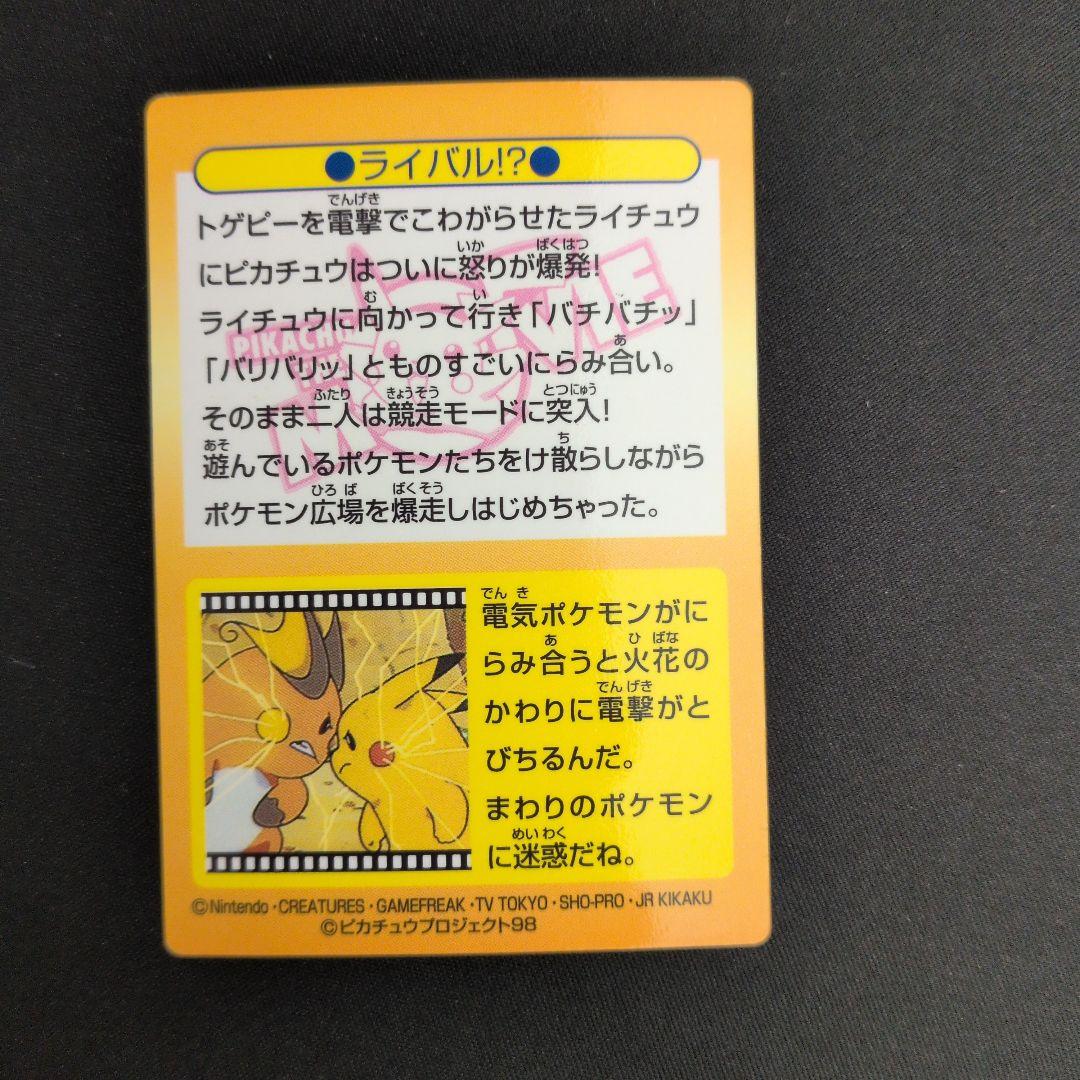 ●ライバル!?●
トゲピーを電撃でこわがらせたライチュウ
にピカチュウはついに怒りが爆発!
ライチュウに向かって行き「バチバチッ」
「バリバリッ」とものすごいにらみ合い。
そのまま二人は競走モードに突入!
遊んでいるポケモンたちをけ散らしながら
ポケモン広場を爆走しはじめちゃった。
電気ポケモンがに
らみ合うと火花の
かわりに電撃がと
びちるんだ。
まわりのポケモン
に迷惑だね。
©Nintendo・CREATURES・GAMEFREAK・TV TOKYO・SHO-PRO・JR KIKAKU
©ピカチュウプロジェクト98